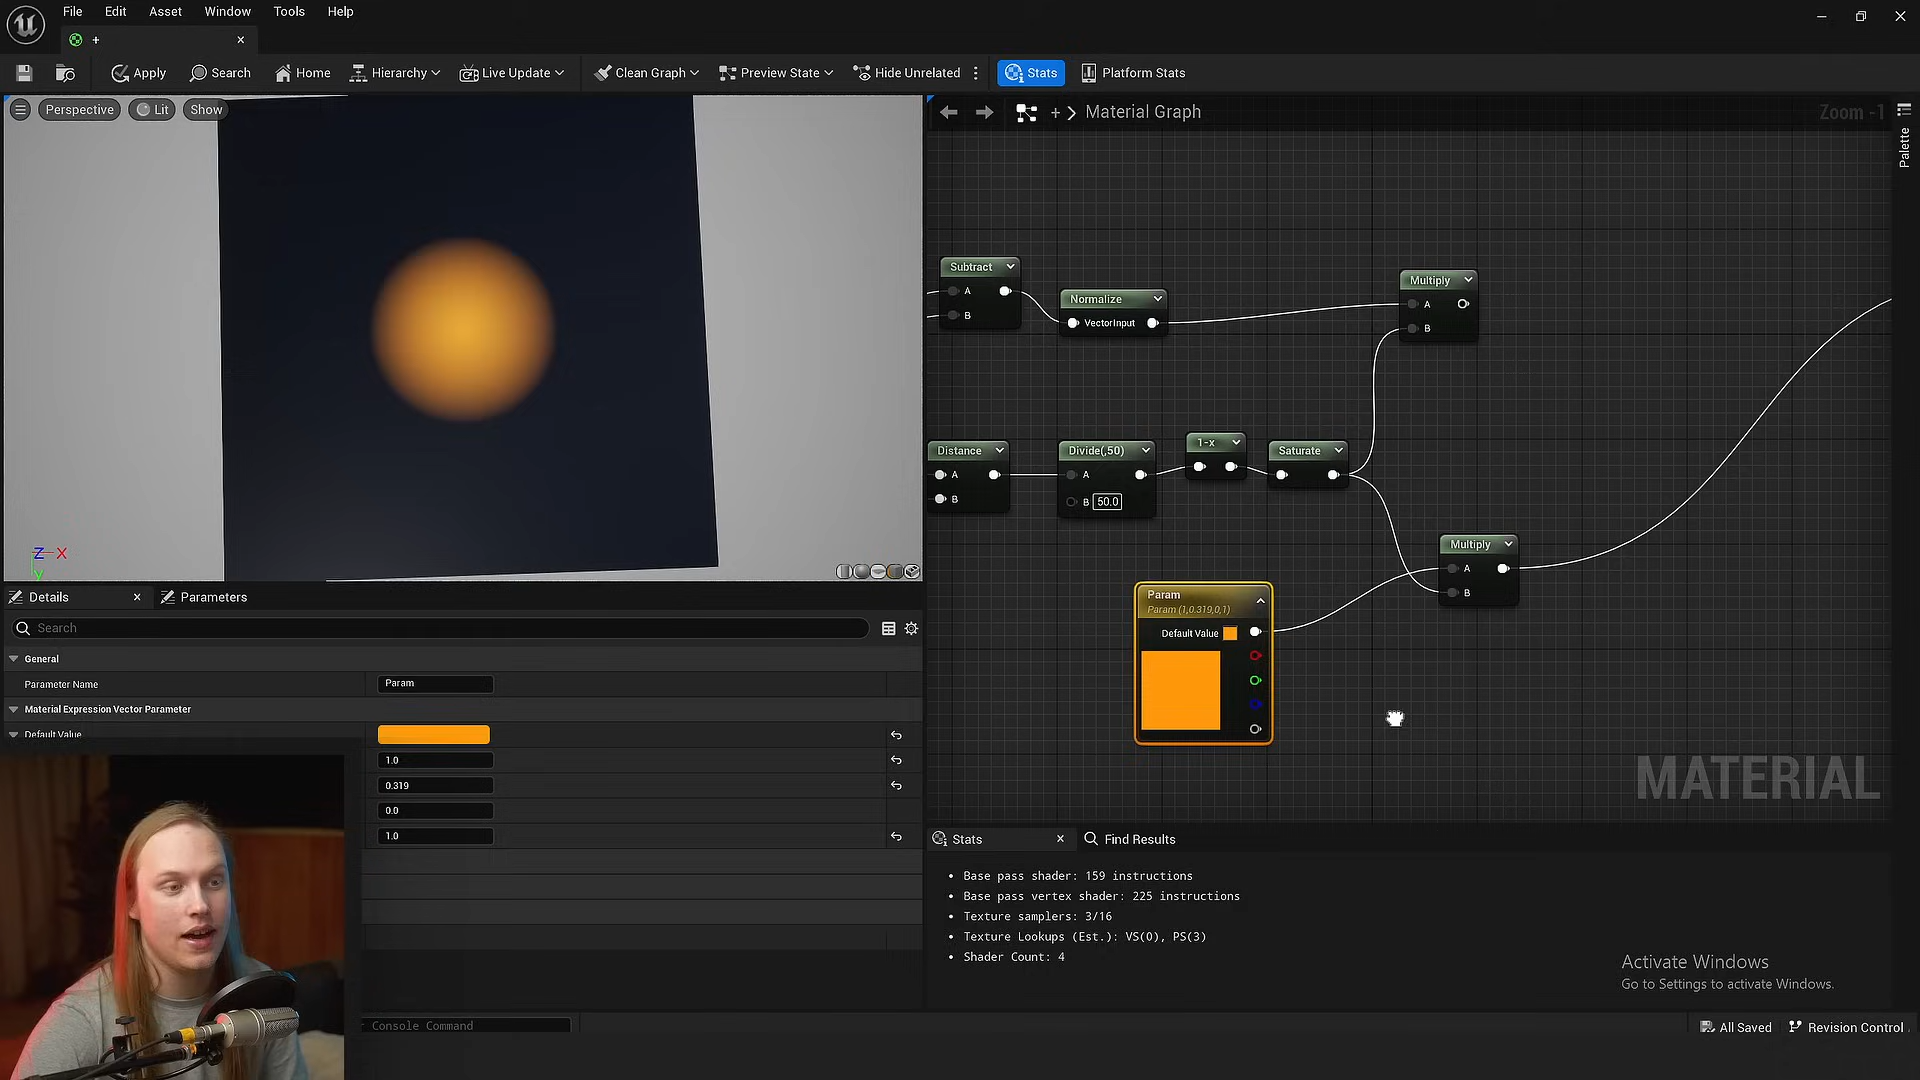 File Edit Asset Window Tools Help
+
Apply Search Home Hierarchy Live Update Clean Graph Preview State Hide Unrelated Stats Platform Stats
Perspective Lit Show
+ > Material Graph
Zoom -1
Palette
Subtract
A
B
Normalize
VectorInput
Multiply
A
B
Distance
A
B
Divide(,50)
A
B 50.0
1-x
Saturate
Multiply
A
B
Param
Param (1,0.319,0,1)
Default Value
MATERIAL
Z X
Y
Details Parameters
Search
General
Parameter Name Param
Material Expression Vector Parameter
Default Value
1.0
0.319
0.0
1.0
Stats Find Results
• Base pass shader: 159 instructions
• Base pass vertex shader: 225 instructions
• Texture samplers: 3/16
• Texture Lookups (Est.): VS(0), PS(3)
• Shader Count: 4
Activate Windows
Go to Settings to activate Windows.
Console Command
All Saved Revision Control